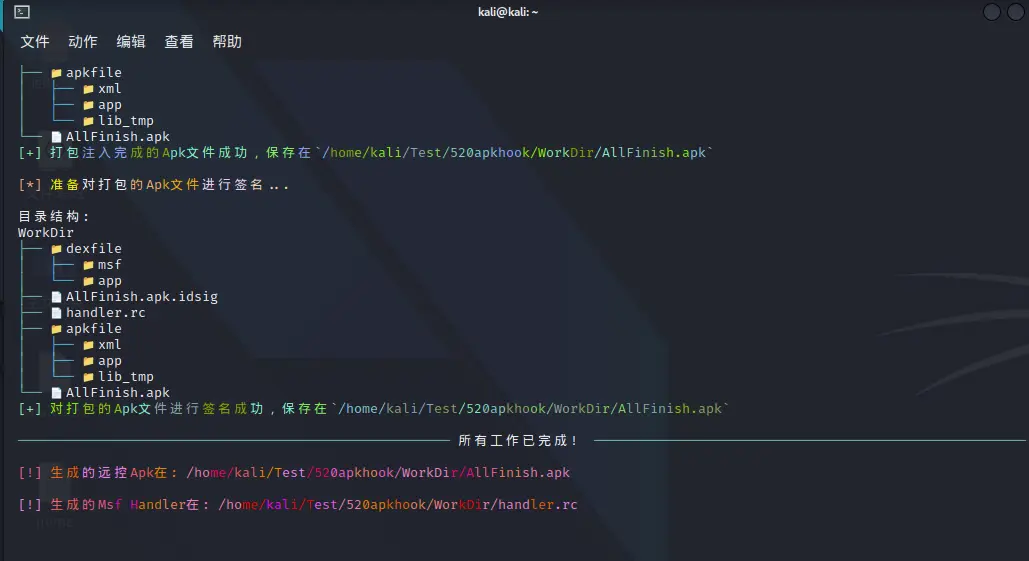 kali@kali: ~
文件 动作 编辑 查看 帮助
├── 📁apkfile
│   ├── 📁xml
│   ├── 📁app
│   └── 📁lib_tmp
└── 📄AllFinish.apk
[+] 打包注入完成的Apk文件成功，保存在`/home/kali/Test/520apkhook/WorkDir/AllFinish.apk`
[*] 准备对打包的Apk文件进行签名...
目录结构:
WorkDir
├── 📁dexfile
│   ├── 📁msf
│   └── 📁app
├── 📄AllFinish.apk.idsig
├── 📄handler.rc
├── 📁apkfile
│   ├── 📁xml
│   ├── 📁app
│   └── 📁lib_tmp
└── 📄AllFinish.apk
[+] 对打包的Apk文件进行签名成功，保存在`/home/kali/Test/520apkhook/WorkDir/AllFinish.apk`
所有工作已完成!
[!] 生成的远控Apk在: /home/kali/Test/520apkhook/WorkDir/AllFinish.apk
[!] 生成的Msf Handler在: /home/kali/Test/520apkhook/WorkDir/handler.rc